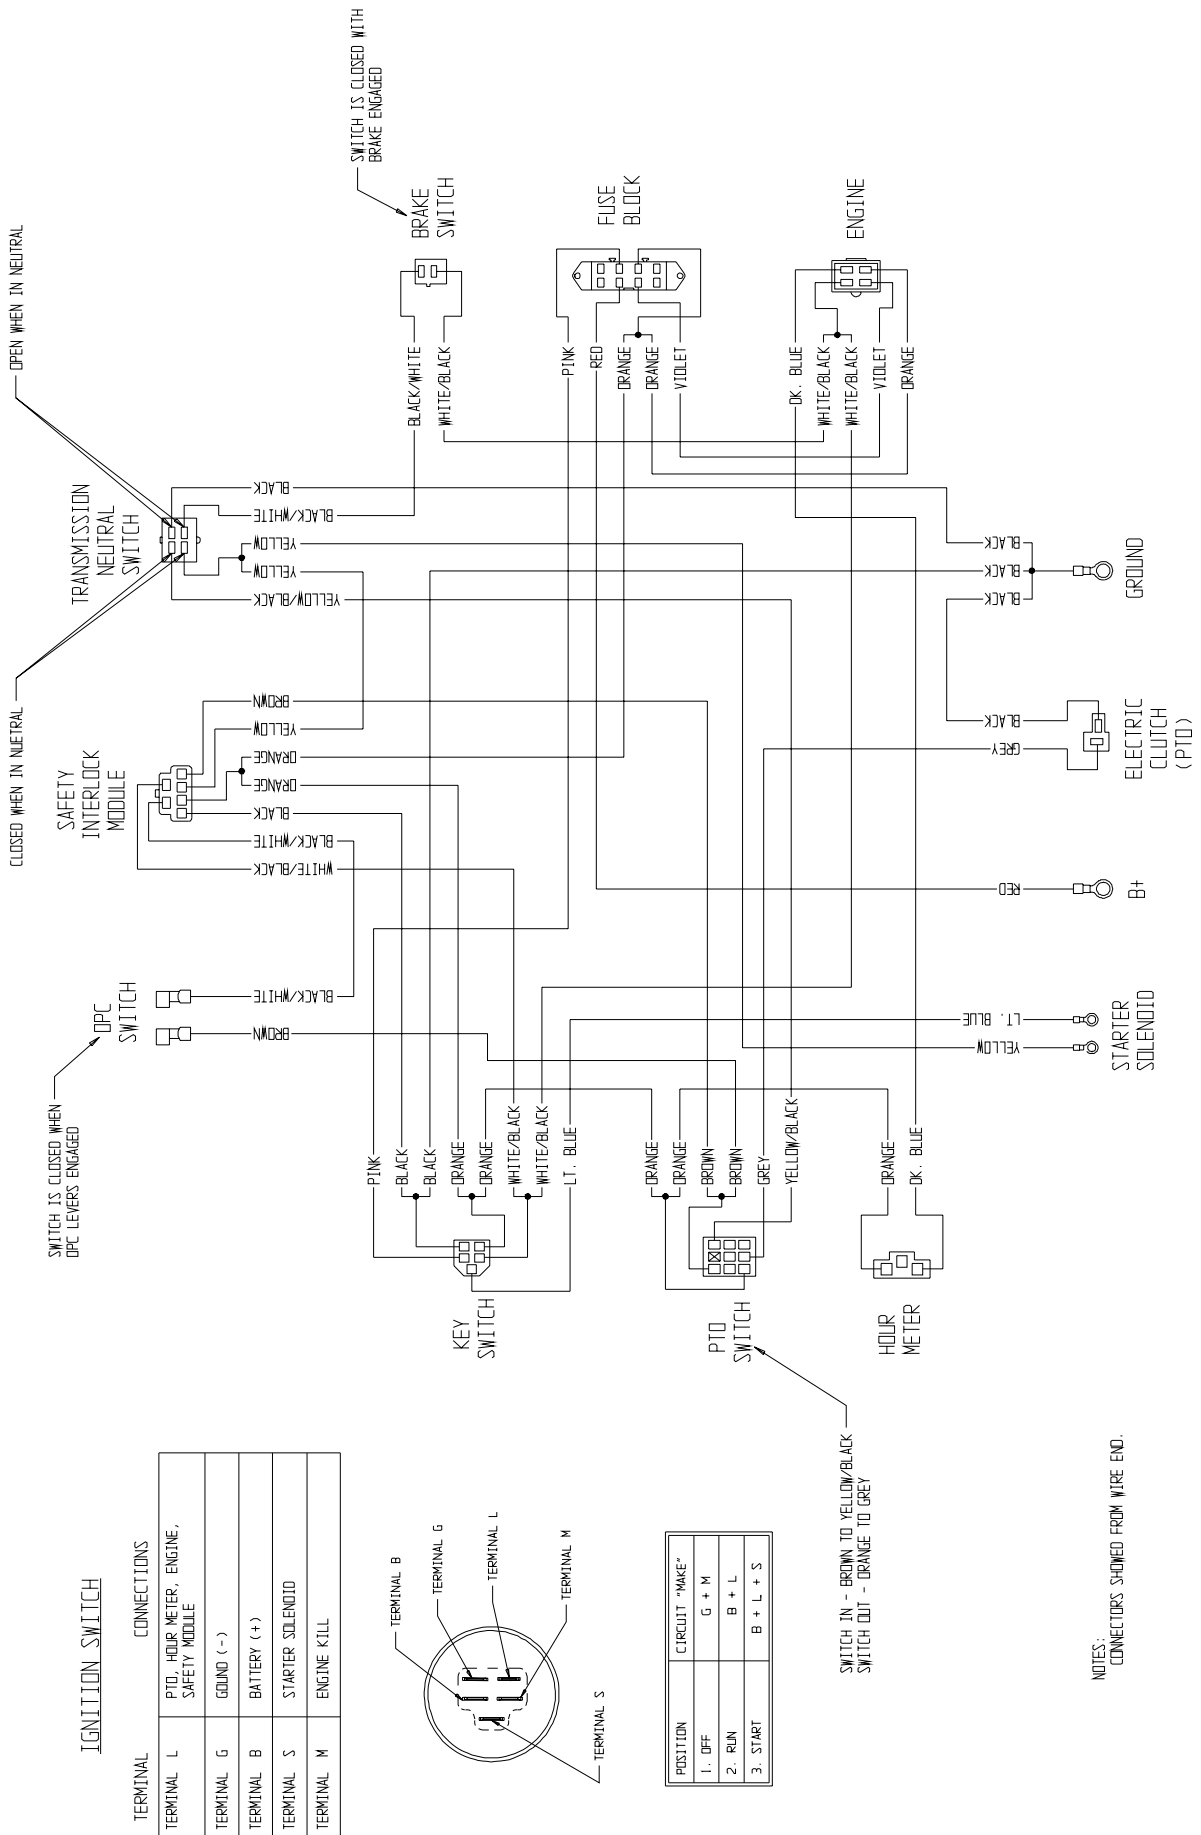 IGNITION SWITCH
TERMINAL CONNECTIONS
TERMINAL L PTO, HOUR METER, ENGINE,
SAFETY MODULE
TERMINAL G GOUND (-)
TERMINAL B BATTERY (+)
TERMINAL S STARTER SOLENOID
TERMINAL M ENGINE KILL
TERMINAL B
TERMINAL G
TERMINAL L
TERMINAL M
TERMINAL S
POSITION CIRCUIT "MAKE"
1. OFF G + M
2. RUN B + L
3. START B + L + S
SWITCH IN - BROWN TO YELLOW/BLACK
SWITCH OUT - ORANGE TO GREY
NOTES:
CONNECTORS SHOWED FROM WIRE END.
SWITCH IS CLOSED WHEN
OPC LEVERS ENGAGED
OPC
SWITCH
CLOSED WHEN IN NUETRAL
SAFETY
INTERLOCK
MODULE
TRANSMISSION
NEUTRAL
SWITCH
OPEN WHEN IN NEUTRAL
SWITCH IS CLOSED WITH
BRAKE ENGAGED
BROWN
BLACK/WHITE
WHITE/BLACK
BLACK/WHITE
BLACK
ORANGE
ORANGE
YELLOW
BROWN
YELLOW/BLACK
YELLOW
YELLOW
BLACK/WHITE
BLACK
KEY
SWITCH
PINK
BLACK
BLACK
ORANGE
ORANGE
WHITE/BLACK
WHITE/BLACK
LT. BLUE
PTO
SWITCH
ORANGE
ORANGE
BROWN
BROWN
GREY
YELLOW/BLACK
HOUR
METER
ORANGE
DK. BLUE
BRAKE
SWITCH
BLACK/WHITE
WHITE/BLACK
FUSE
BLOCK
PINK
RED
ORANGE
ORANGE
VIOLET
ENGINE
DK. BLUE
WHITE/BLACK
WHITE/BLACK
VIOLET
ORANGE
YELLOW
LT. BLUE
STARTER
SOLENOID
RED
B+
GREY
BLACK
ELECTRIC
CLUTCH
(PTO)
BLACK
BLACK
BLACK
GROUND